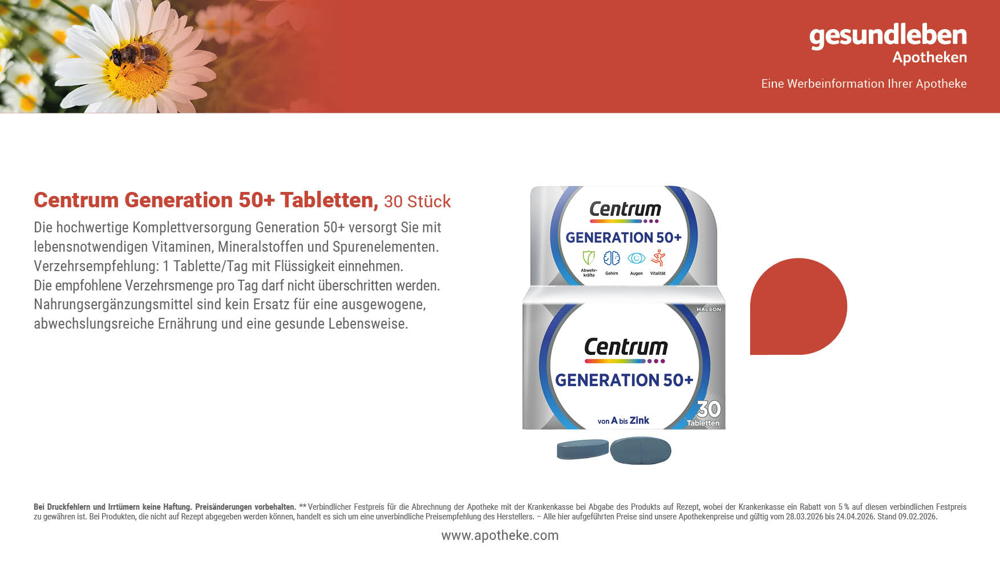 gesundleben
Apotheken
Eine Werbeinformation Ihrer Apotheke
Centrum Generation 50+ Tabletten, 30 Stück
Die hochwertige Komplettversorgung Generation 50+ versorgt Sie mit
lebensnotwendigen Vitaminen, Mineralstoffen und Spurenelementen.
Verzehrsempfehlung: 1 Tablette/Tag mit Flüssigkeit einnehmen.
Die empfohlene Verzehrsmenge pro Tag darf nicht überschritten werden.
Nahrungsergänzungsmittel sind kein Ersatz für eine ausgewogene,
abwechslungsreiche Ernährung und eine gesunde Lebensweise.
Centrum
GENERATION 50+
Abwehr-
kräfte
Gehirn
Augen
Vitalität
HALEON
Centrum
GENERATION 50+
von A bis Zink
30
Tabletten
Bei Druckfehlern und Irrtümern keine Haftung. Preisänderungen vorbehalten. ** Verbindlicher Festpreis für die Abrechnung der Apotheke mit der Krankenkasse bei Abgabe des Produkts auf Rezept, wobei der Krankenkasse ein Rabatt von 5 % auf diesen verbindlichen Festpreis
zu gewähren ist. Bei Produkten, die nicht auf Rezept abgegeben werden können, handelt es sich um eine unverbindliche Preisempfehlung des Herstellers. – Alle hier aufgeführten Preise sind unsere Apothekenpreise und gültig vom 28.03.2026 bis 24.04.2026. Stand 09.02.2026.
www.apotheke.com